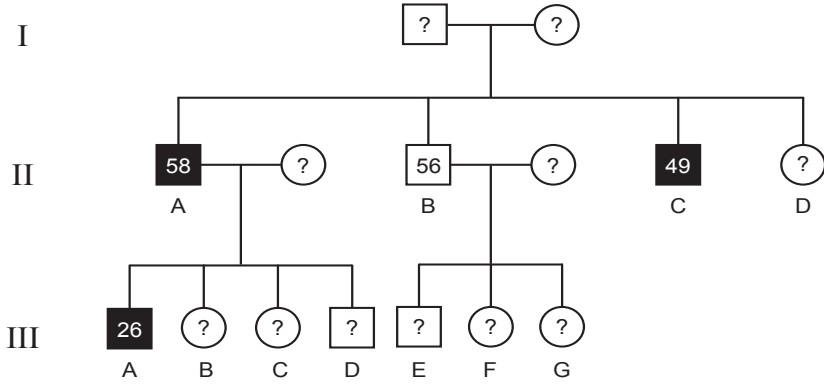 I ? ?
II 58 ? 56 ? 49 ?
A B C D
III 26 ? ? ? ? ? ?
A B C D E F G